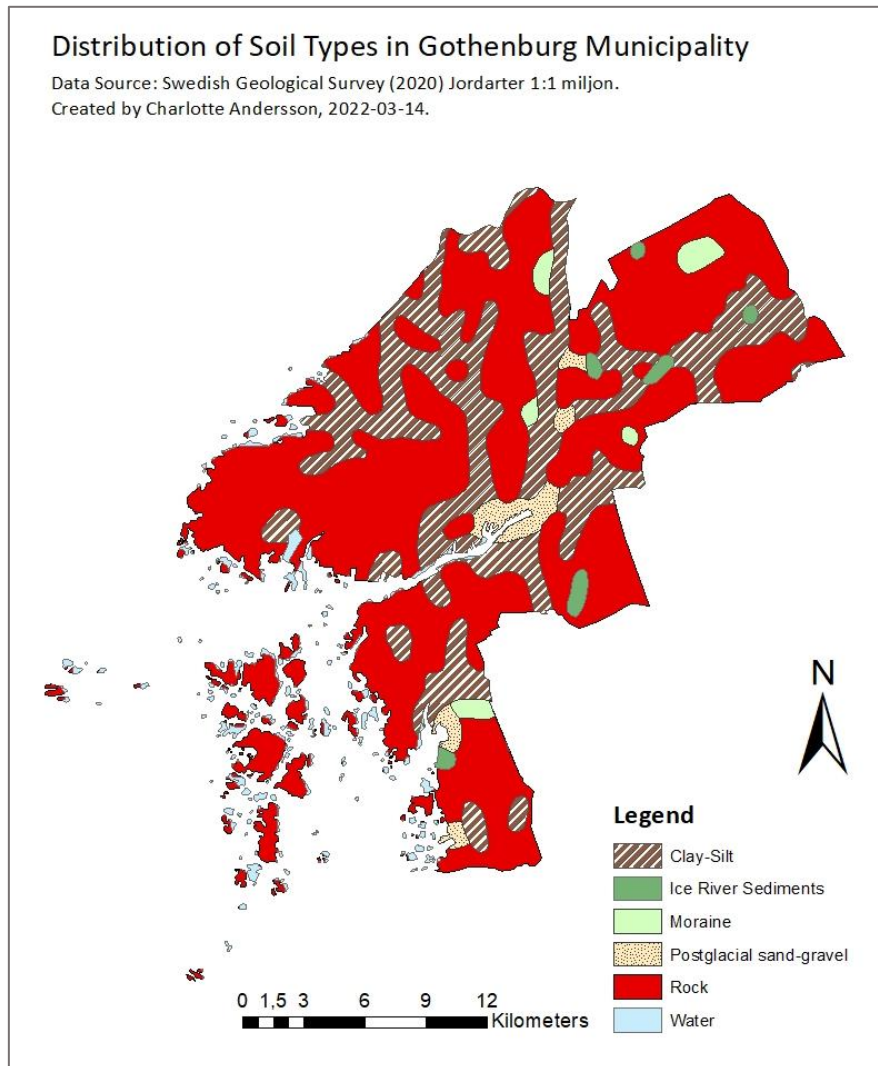 Distribution of Soil Types in Gothenburg Municipality
Data Source: Swedish Geological Survey (2020) Jordarter 1:1 miljon.
Created by Charlotte Andersson, 2022-03-14.
N
Legend
Clay-Silt
Ice River Sediments
Moraine
Postglacial sand-gravel
Rock
Water
0 1,5 3 6 9 12
Kilometers